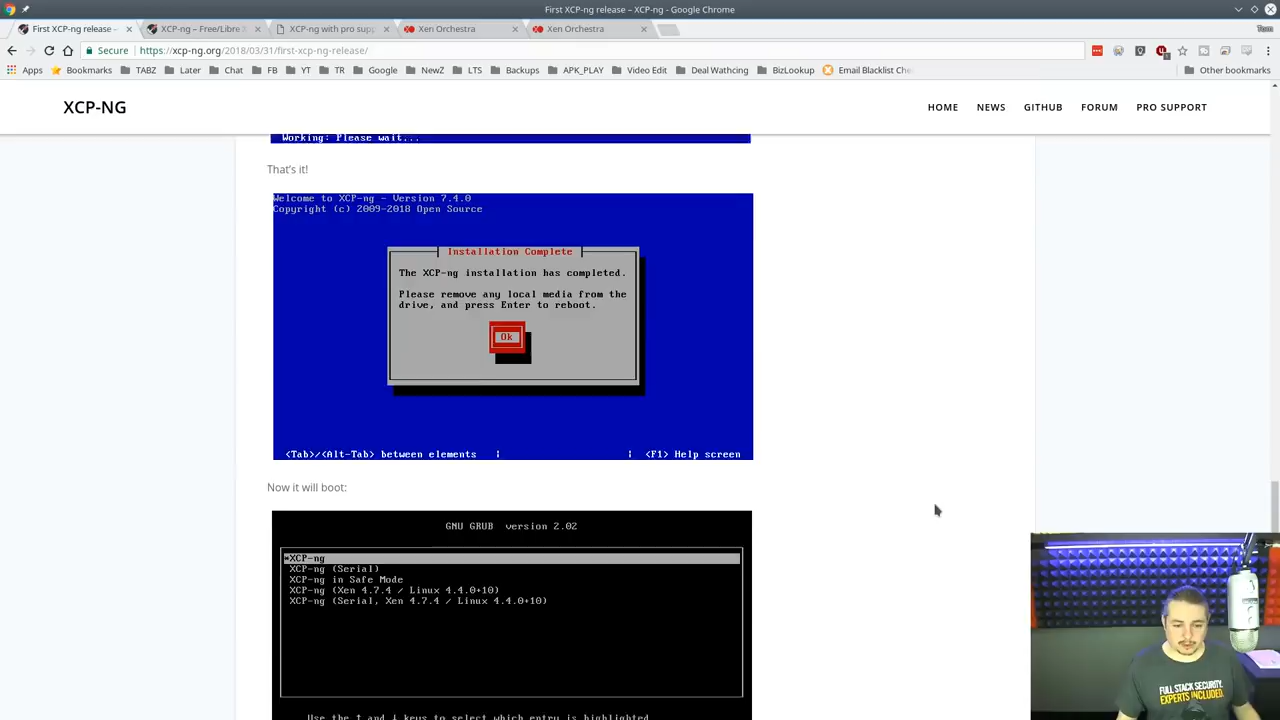 First XCP-ng release – XCP-ng - Google Chrome
Tom
First XCP-ng release –
XCP-ng – Free/Libre X
XCP-ng with pro supp
Xen Orchestra
Xen Orchestra
Secure
https://xcp-ng.org/2018/03/31/first-xcp-ng-release/
Apps
Bookmarks
TABZ
Later
Chat
FB
YT
TR
Google
NewZ
LTS
Backups
APK_PLAY
Video Edit
Deal Wathcing
BizLookup
Email Blacklist Che
Other bookmarks
XCP-NG
HOME
NEWS
GITHUB
FORUM
PRO SUPPORT
Working: Please wait...
That's it!
Welcome to XCP-ng - Version 7.4.0
Copyright (c) 2009-2018 Open Source
Installation Complete
The XCP-ng installation has completed.
Please remove any local media from the
drive, and press Enter to reboot.
Ok
<Tab>/<Alt-Tab> between elements | | <F1> Help screen
Now it will boot:
GNU GRUB version 2.02
*XCP-ng
XCP-ng (Serial)
XCP-ng in Safe Mode
XCP-ng (Xen 4.7.4 / Linux 4.4.0+10)
XCP-ng (Serial, Xen 4.7.4 / Linux 4.4.0+10)
Use the ↑ and ↓ keys to select which entry is highlighted.
FULL STACK SECURITY.
EXPERTS INCLUDED.